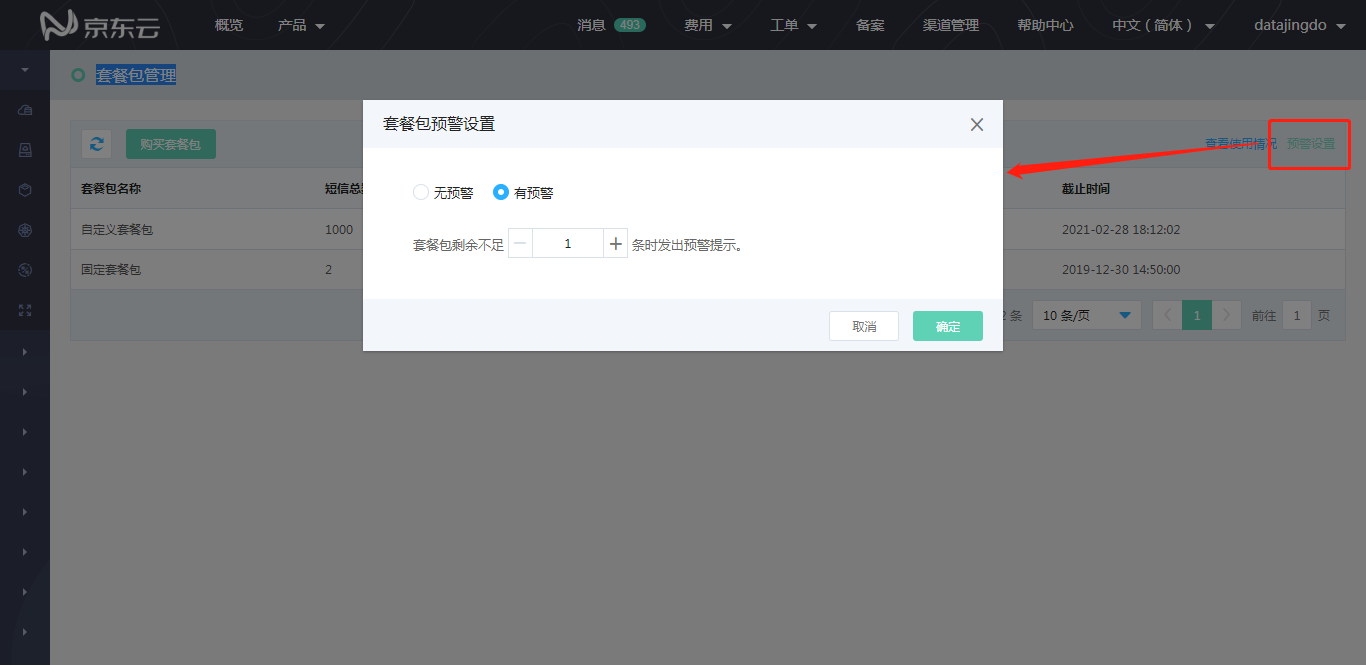 京东云 概览 产品 消息 493 费用 工单 备案 渠道管理 帮助中心 中文（简体） datajingdo
套餐包管理
套餐包预警设置
购买套餐包 查看使用情况 预警设置
套餐包名称 短信总 截止时间
无预警 有预警
自定义套餐包 1000 2021-02-28 18:12:02
套餐包剩余不足 1 条时发出预警提示。
固定套餐包 2 2019-12-30 14:50:00
2 条 10 条/页 1 前往 1 页
取消 确定